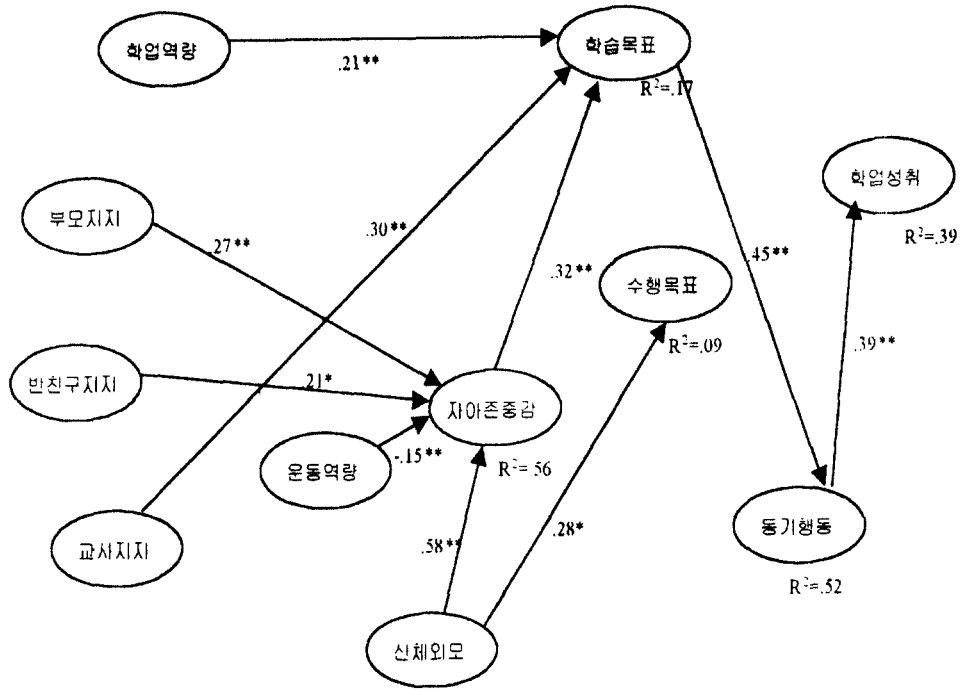 학업역량
학습목표
.21**
R²=.17
학업성취
부모지지
.27**
.30**
R²=.39
.45**
.32**
수행목표
R²=.09
.39**
반친구지지
.21*
자아존중감
운동역량
-.15**
R²=.56
교사지지
.58**
.28*
동기행동
R²=.52
신체외모